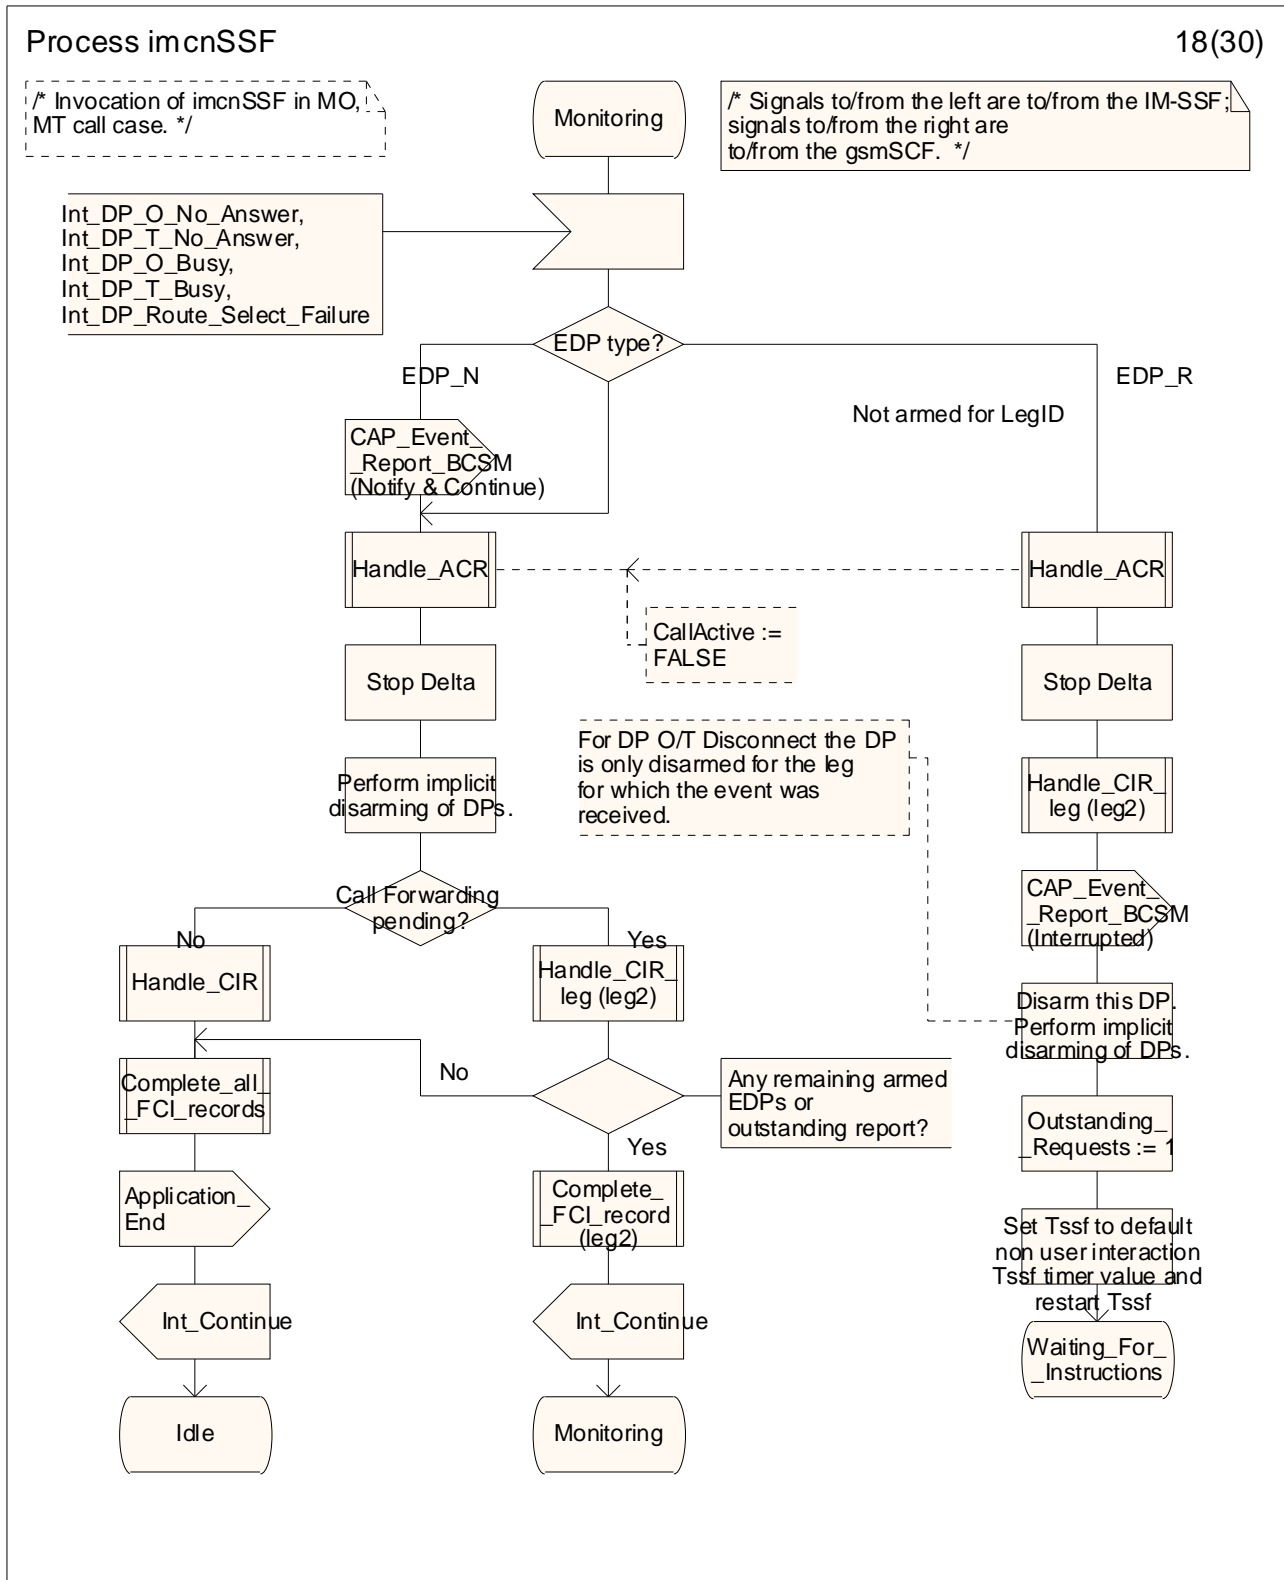 Process imcnSSF
18(30)
/* Invocation of imcnSSF in MO,
MT call case. */
Monitoring
/* Signals to/from the left are to/from the IM-SSF;
signals to/from the right are
to/from the gsmSCF. */
Int_DP_O_No_Answer,
Int_DP_T_No_Answer,
Int_DP_O_Busy,
Int_DP_T_Busy,
Int_DP_Route_Select_Failure
EDP type?
EDP_N
EDP_R
Not armed for LegID
CAP_Event_
_Report_BCSM
(Notify & Continue)
Handle_ACR
Handle_ACR
CallActive :=
FALSE
Stop Delta
Stop Delta
For DP O/T Disconnect the DP
is only disarmed for the leg
for which the event was
received.
Perform implicit
disarming of DPs.
Handle_CIR_
leg (leg2)
Call Forwarding
pending?
CAP_Event_
_Report_BCSM
(Interrupted)
No
Yes
Handle_CIR
Handle_CIR_
leg (leg2)
Disarm this DP.
Perform implicit
disarming of DPs.
No
Any remaining armed
EDPs or
outstanding report?
Complete_all_
_FCI_records
Yes
Outstanding_
_Requests := 1
Application_
End
Complete_
_FCI_record
(leg2)
Set Tssf to default
non user interaction
Tssf timer value and
restart Tssf
Int_Continue
Int_Continue
Waiting_For_
_Instructions
Idle
Monitoring